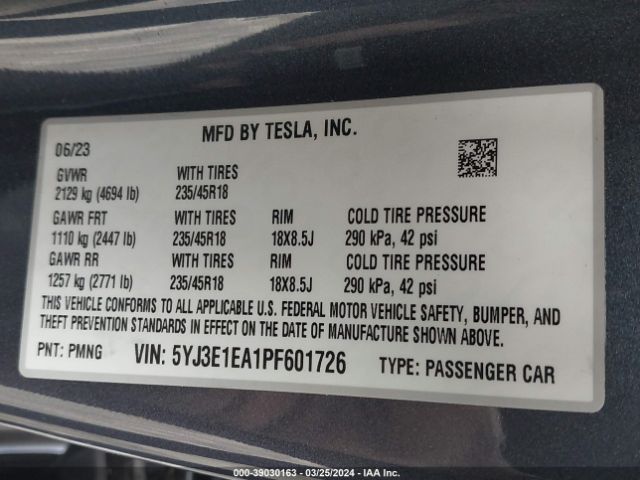 MFD BY TESLA, INC.
06/23
GVWR WITH TIRES
2129 kg (4694 lb) 235/45R18
GAWR FRT WITH TIRES RIM COLD TIRE PRESSURE
1110 kg (2447 lb) 235/45R18 18X8.5J 290 kPa, 42 psi
GAWR RR WITH TIRES RIM COLD TIRE PRESSURE
1257 kg (2771 lb) 235/45R18 18X8.5J 290 kPa, 42 psi
THIS VEHICLE CONFORMS TO ALL APPLICABLE U.S. FEDERAL MOTOR VEHICLE SAFETY, BUMPER, AND
THEFT PREVENTION STANDARDS IN EFFECT ON THE DATE OF MANUFACTURE SHOWN ABOVE.
PNT: PMNG VIN: 5YJ3E1EA1PF601726 TYPE: PASSENGER CAR
000-39030163 - 03/25/2024 - IAA Inc.